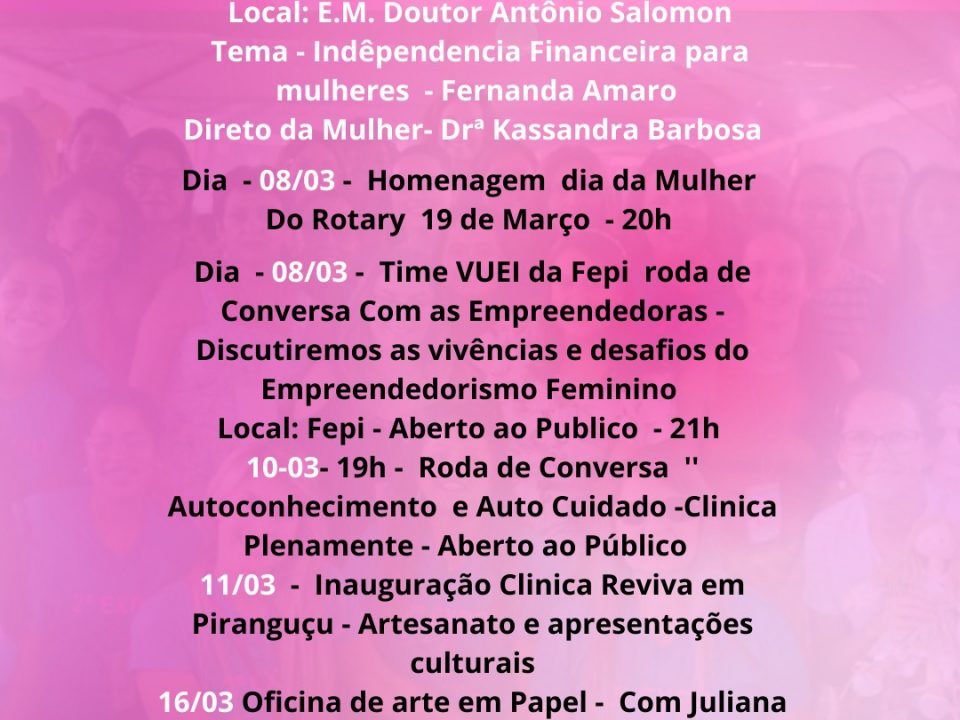 Local: E.M. Doutor Antônio Salomon
Tema - Indêpendencia Financeira para
mulheres - Fernanda Amaro
Direto da Mulher- Drª Kassandra Barbosa
Dia - 08/03 - Homenagem dia da Mulher
Do Rotary 19 de Março - 20h
Dia - 08/03 - Time VUEI da Fepi roda de
Conversa Com as Empreendedoras -
Discutiremos as vivências e desafios do
Empreendedorismo Feminino
Local: Fepi - Aberto ao Publico - 21h
10-03- 19h - Roda de Conversa ''
Autoconhecimento e Auto Cuidado -Clinica
Plenamente - Aberto ao Público
11/03 - Inauguração Clinica Reviva em
Piranguçu - Artesanato e apresentações
culturais
16/03 Oficina de arte em Papel - Com Juliana